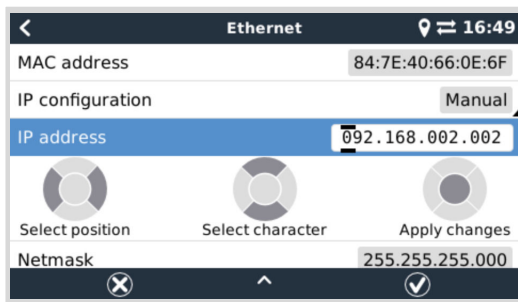 Ethernet 16:49
MAC address 84:7E:40:66:0E:6F
IP configuration Manual
IP address 092.168.002.002
Select position Select character Apply changes
Netmask 255.255.255.000